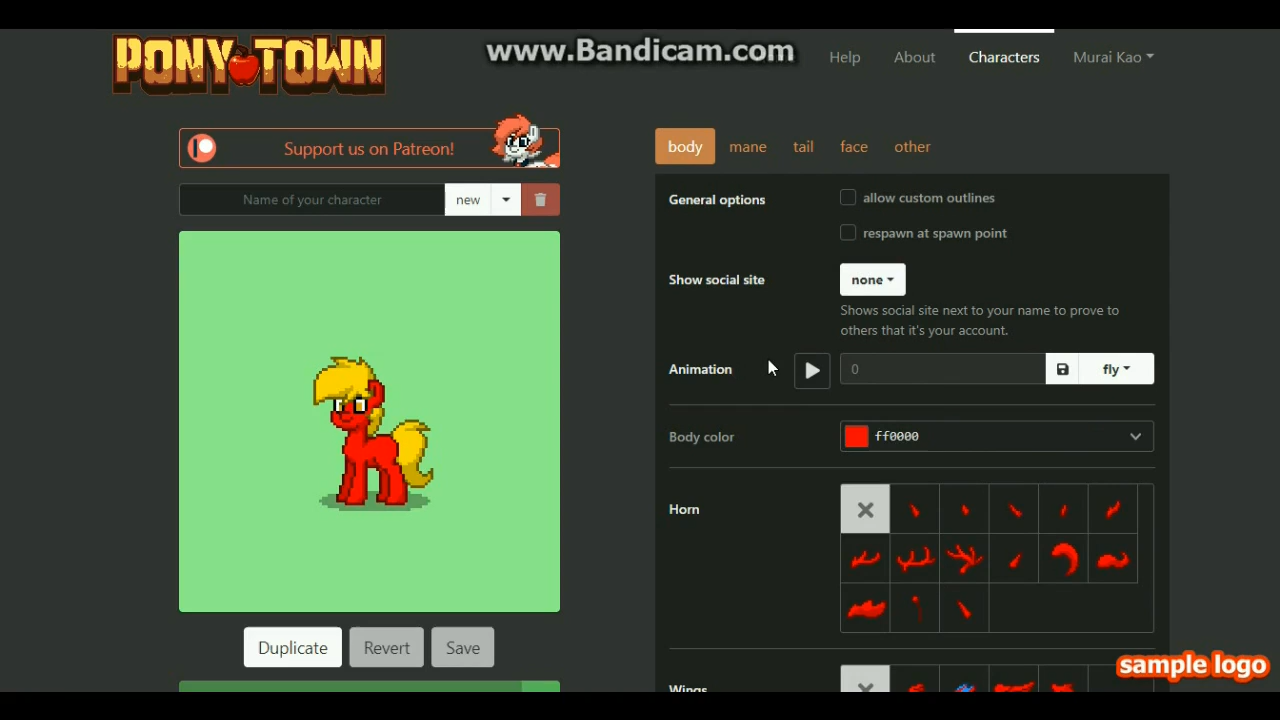 PONY TOWN
www.Bandicam.com
Help
About
Characters
Murai Kao
Support us on Patreon!
Name of your character
new
body
mane
tail
face
other
General options
allow custom outlines
respawn at spawn point
Show social site
none
Shows social site next to your name to prove to
others that it's your account.
Animation
0
fly
Body color
ff0000
Horn
Duplicate
Revert
Save
Wings
sample logo